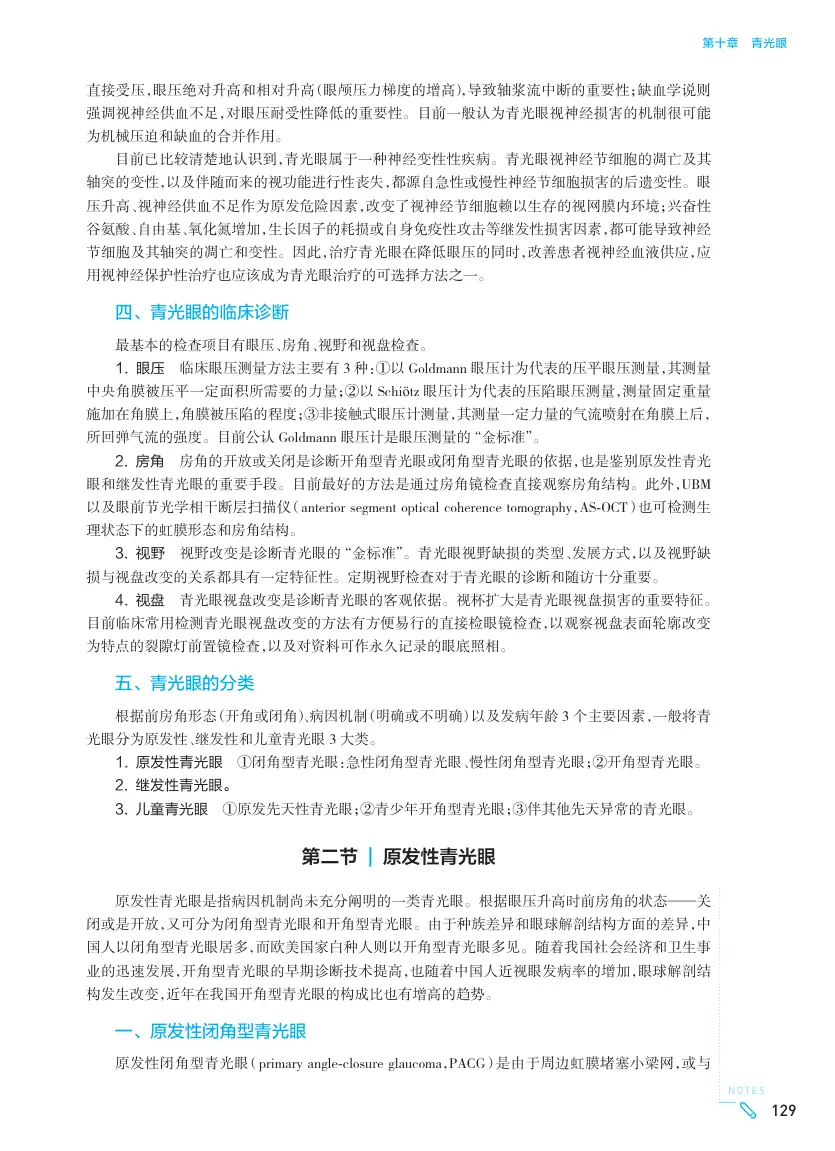 第十章 青光眼
直接受压,眼压绝对升高和相对升高(眼颅压力梯度的增高),导致轴浆流中断的重要性;缺血学说则
强调视神经供血不足,对眼压耐受性降低的重要性。目前一般认为青光眼视神经损害的机制很可能
为机械压迫和缺血的合并作用。
目前已比较清楚地认识到,青光眼属于一种神经变性性疾病。青光眼视神经节细胞的凋亡及其
轴突的变性,以及伴随而来的视功能进行性丧失,都源自急性或慢性神经节细胞损害的后遗变性。眼
压升高、视神经供血不足作为原发危险因素,改变了视神经节细胞赖以生存的视网膜内环境;兴奋性
谷氨酸、自由基、氧化氮增加,生长因子的耗损或自身免疫性攻击等继发性损害因素,都可能导致神经
节细胞及其轴突的凋亡和变性。因此,治疗青光眼在降低眼压的同时,改善患者视神经血液供应,应
用视神经保护性治疗也应该成为青光眼治疗的可选择方法之一。
四、青光眼的临床诊断
最基本的检查项目有眼压、房角、视野和视盘检查。
1. 眼压 临床眼压测量方法主要有 3 种:①以 Goldmann 眼压计为代表的压平眼压测量,其测量
中央角膜被压平一定面积所需要的力量;②以 Schiötz 眼压计为代表的压陷眼压测量,测量固定重量
施加在角膜上,角膜被压陷的程度;③非接触式眼压计测量,其测量一定力量的气流喷射在角膜上后,
所回弹气流的强度。目前公认 Goldmann 眼压计是眼压测量的“金标准”。
2. 房角 房角的开放或关闭是诊断开角型青光眼或闭角型青光眼的依据,也是鉴别原发性青光
眼和继发性青光眼的重要手段。目前最好的方法是通过房角镜检查直接观察房角结构。此外,UBM
以及眼前节光学相干断层扫描仪(anterior segment optical coherence tomography,AS-OCT)也可检测生
理状态下的虹膜形态和房角结构。
3. 视野 视野改变是诊断青光眼的“金标准”。青光眼视野缺损的类型、发展方式,以及视野缺
损与视盘改变的关系都具有一定特征性。定期视野检查对于青光眼的诊断和随访十分重要。
4. 视盘 青光眼视盘改变是诊断青光眼的客观依据。视杯扩大是青光眼视盘损害的重要特征。
目前临床常用检测青光眼视盘改变的方法有方便易行的直接检眼镜检查,以观察视盘表面轮廓改变
为特点的裂隙灯前置镜检查,以及对资料可作永久记录的眼底照相。
五、青光眼的分类
根据前房角形态(开角或闭角)、病因机制(明确或不明确)以及发病年龄 3 个主要因素,一般将青
光眼分为原发性、继发性和儿童青光眼 3 大类。
1. 原发性青光眼 ①闭角型青光眼:急性闭角型青光眼、慢性闭角型青光眼;②开角型青光眼。
2. 继发性青光眼。
3. 儿童青光眼 ①原发先天性青光眼;②青少年开角型青光眼;③伴其他先天异常的青光眼。
第二节 | 原发性青光眼
原发性青光眼是指病因机制尚未充分阐明的一类青光眼。根据眼压升高时前房角的状态——关
闭或是开放,又可分为闭角型青光眼和开角型青光眼。由于种族差异和眼球解剖结构方面的差异,中
国人以闭角型青光眼居多,而欧美国家白种人则以开角型青光眼多见。随着我国社会经济和卫生事
业的迅速发展,开角型青光眼的早期诊断技术提高,也随着中国人近视眼发病率的增加,眼球解剖结
构发生改变,近年在我国开角型青光眼的构成比也有增高的趋势。
一、原发性闭角型青光眼
原发性闭角型青光眼(primary angle-closure glaucoma,PACG)是由于周边虹膜堵塞小梁网,或与
NOTES
129